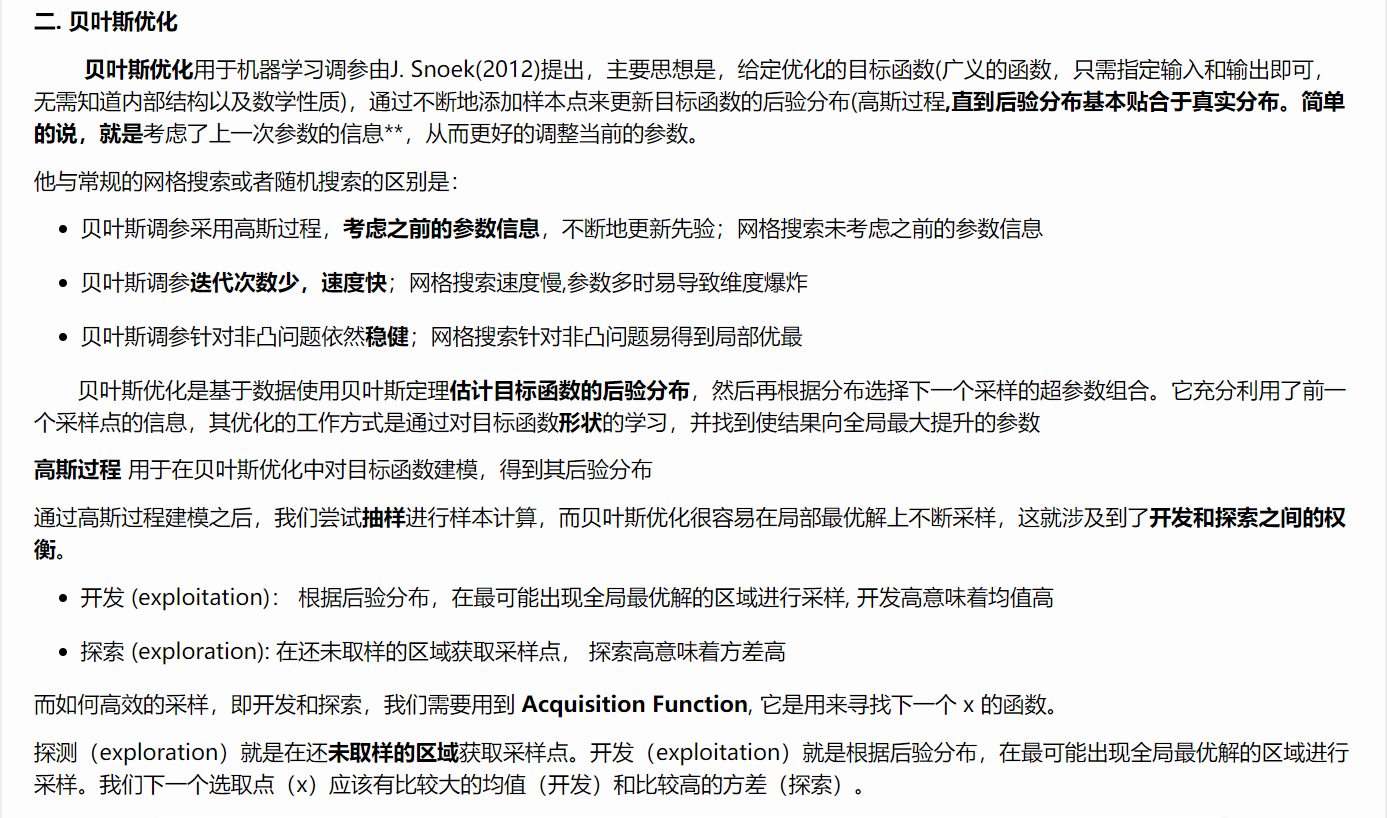 二. 贝叶斯优化
贝叶斯优化用于机器学习调参由J. Snoek(2012)提出，主要思想是，给定优化的目标函数(广义的函数，只需指定输入和输出即可，
无需知道内部结构以及数学性质)，通过不断地添加样本点来更新目标函数的后验分布(高斯过程,直到后验分布基本贴合于真实分布。简单
的说，就是考虑了上一次参数的信息**，从而更好的调整当前的参数。
他与常规的网格搜索或者随机搜索的区别是：
• 贝叶斯调参采用高斯过程，考虑之前的参数信息，不断地更新先验；网格搜索未考虑之前的参数信息
• 贝叶斯调参迭代次数少，速度快；网格搜索速度慢,参数多时易导致维度爆炸
• 贝叶斯调参针对非凸问题依然稳健；网格搜索针对非凸问题易得到局部优最
贝叶斯优化是基于数据使用贝叶斯定理估计目标函数的后验分布，然后再根据分布选择下一个采样的超参数组合。它充分利用了前一
个采样点的信息，其优化的工作方式是通过对目标函数形状的学习，并找到使结果向全局最大提升的参数
高斯过程 用于在贝叶斯优化中对目标函数建模，得到其后验分布
通过高斯过程建模之后，我们尝试抽样进行样本计算，而贝叶斯优化很容易在局部最优解上不断采样，这就涉及到了开发和探索之间的权
衡。
• 开发 (exploitation)： 根据后验分布，在最可能出现全局最优解的区域进行采样, 开发高意味着均值高
• 探索 (exploration): 在还未取样的区域获取采样点， 探索高意味着方差高
而如何高效的采样，即开发和探索，我们需要用到 Acquisition Function, 它是用来寻找下一个 x 的函数。
探测（exploration）就是在还未取样的区域获取采样点。开发（exploitation）就是根据后验分布，在最可能出现全局最优解的区域进行
采样。我们下一个选取点（x）应该有比较大的均值（开发）和比较高的方差（探索）。